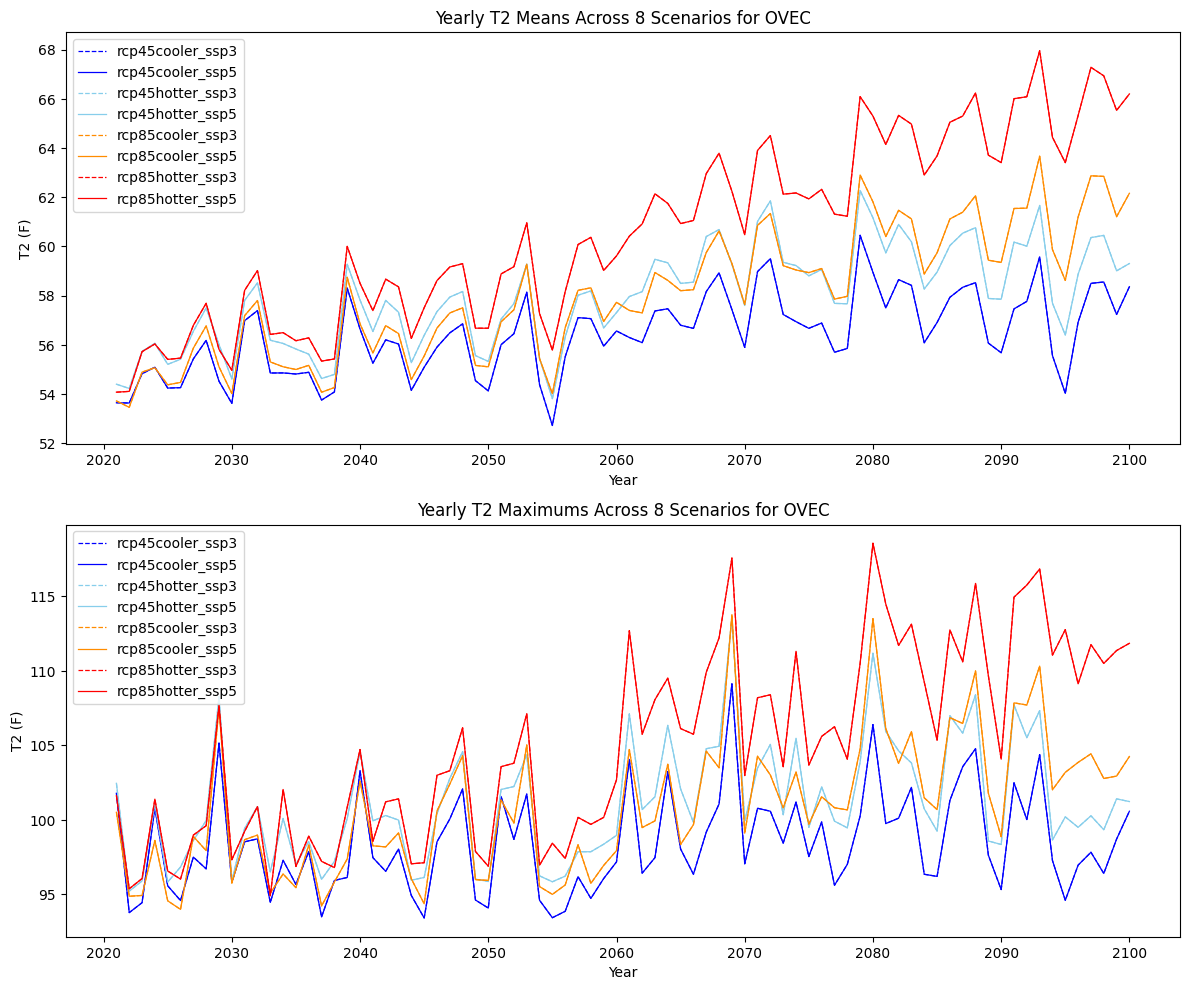 Yearly T2 Means Across 8 Scenarios for OVEC
68
66
64
62
60
58
56
54
52
T2 (F)
rcp45cooler_ssp3
rcp45cooler_ssp5
rcp45hotter_ssp3
rcp45hotter_ssp5
rcp85cooler_ssp3
rcp85cooler_ssp5
rcp85hotter_ssp3
rcp85hotter_ssp5
2020 2030 2040 2050 2060 2070 2080 2090 2100
Year
Yearly T2 Maximums Across 8 Scenarios for OVEC
115
110
105
100
95
T2 (F)
rcp45cooler_ssp3
rcp45cooler_ssp5
rcp45hotter_ssp3
rcp45hotter_ssp5
rcp85cooler_ssp3
rcp85cooler_ssp5
rcp85hotter_ssp3
rcp85hotter_ssp5
2020 2030 2040 2050 2060 2070 2080 2090 2100
Year